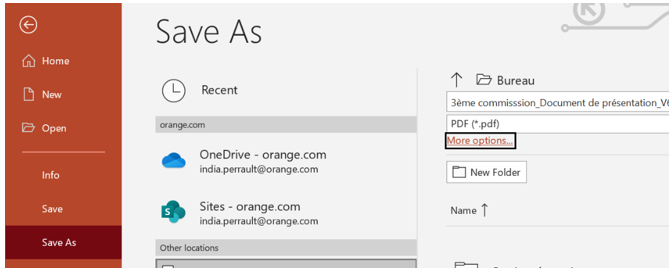 Save As
Home
New
Open
Info
Save
Save As
Recent
orange.com
OneDrive - orange.com
india.perrault@orange.com
Sites - orange.com
india.perrault@orange.com
Other locations
Bureau
3ème commisssion_Document de présentation_V6
PDF (*.pdf)
More options...
New Folder
Name